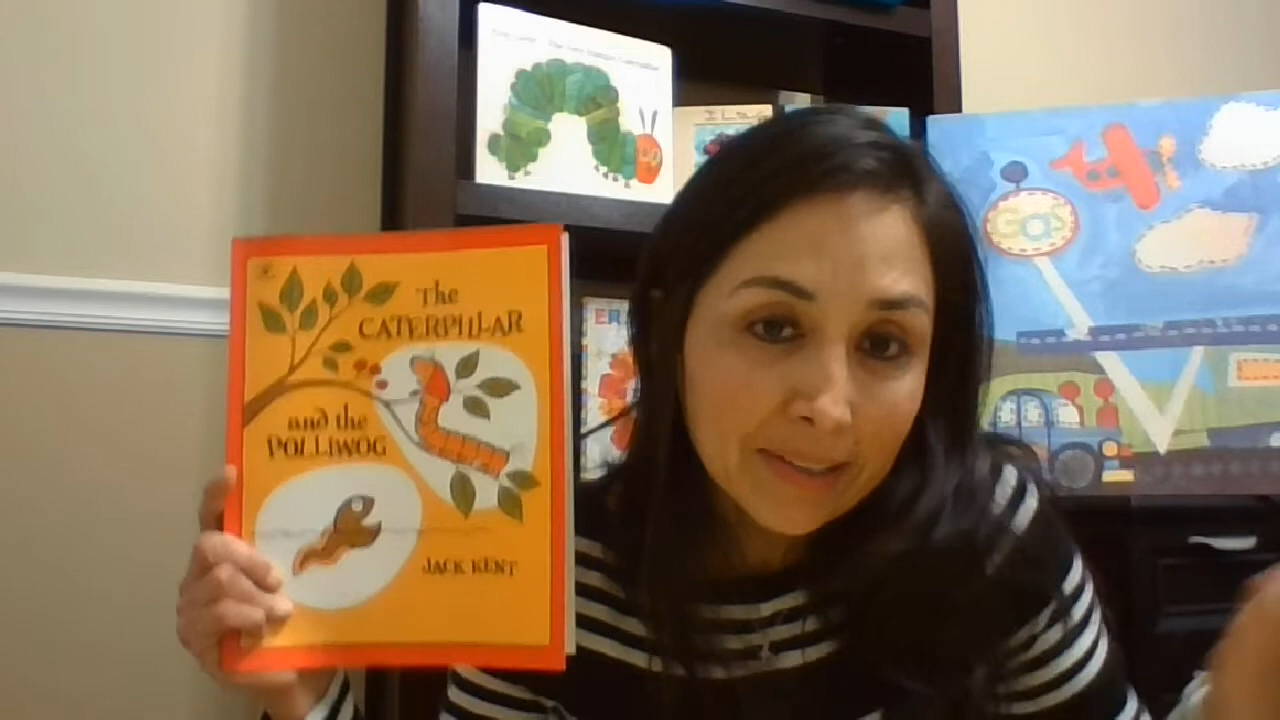 The
CATERPILLAR
and the
POLLIWOG
JACK KENT
Gas